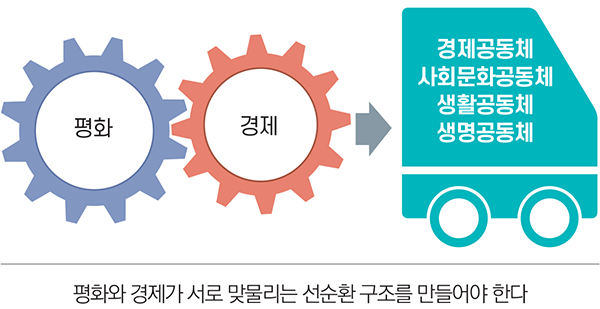 평화
경제
경제공동체
사회문화공동체
생활공동체
생명공동체
평화와 경제가 서로 맞물리는 선순환 구조를 만들어야 한다